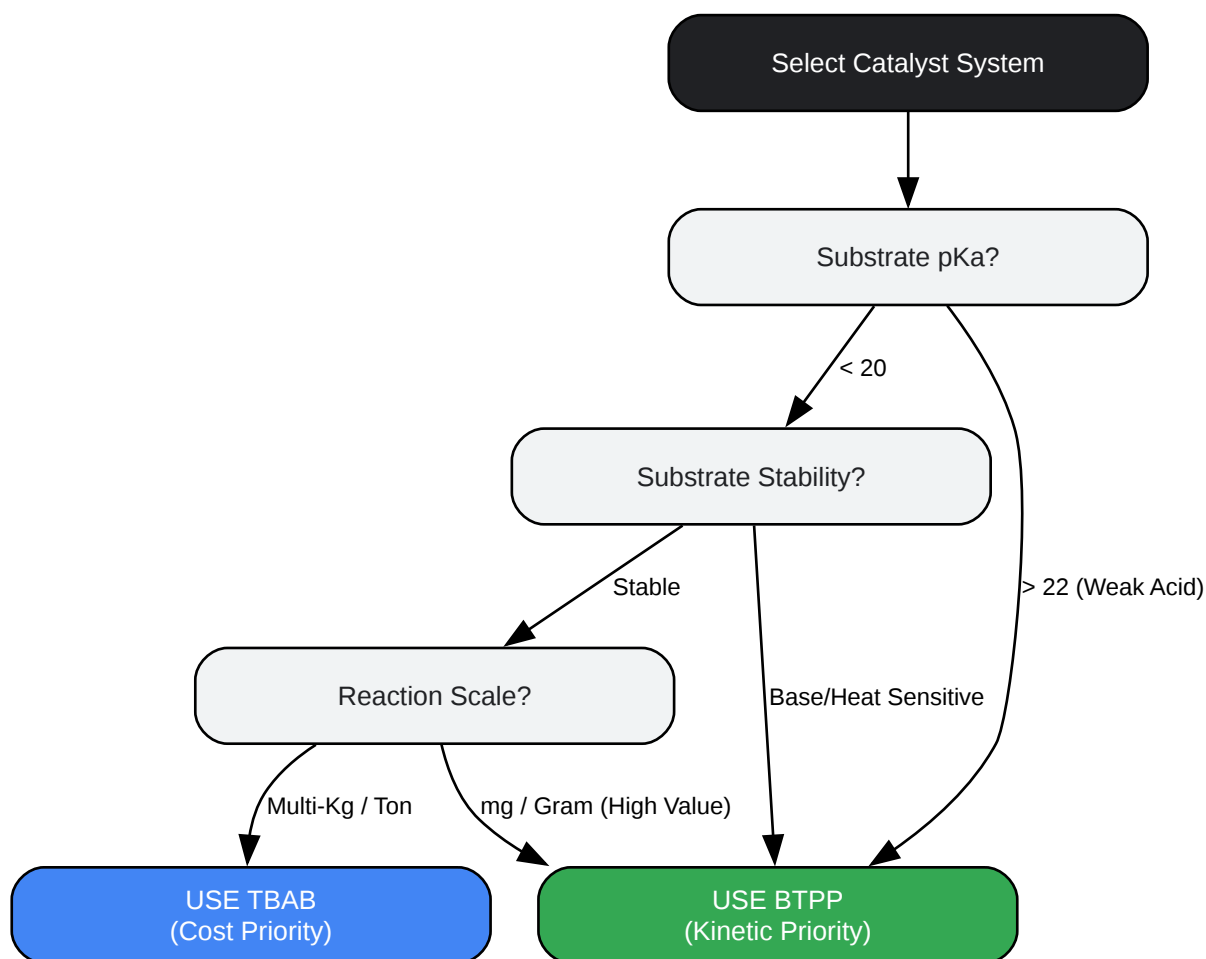 Select Catalyst System
Substrate pKa?
< 20
Substrate Stability?
Stable
> 22 (Weak Acid)
Reaction Scale?
Base/Heat Sensitive
Multi-Kg / Ton
mg / Gram (High Value)
USE TBAB
(Cost Priority)
USE BTPP
(Kinetic Priority)